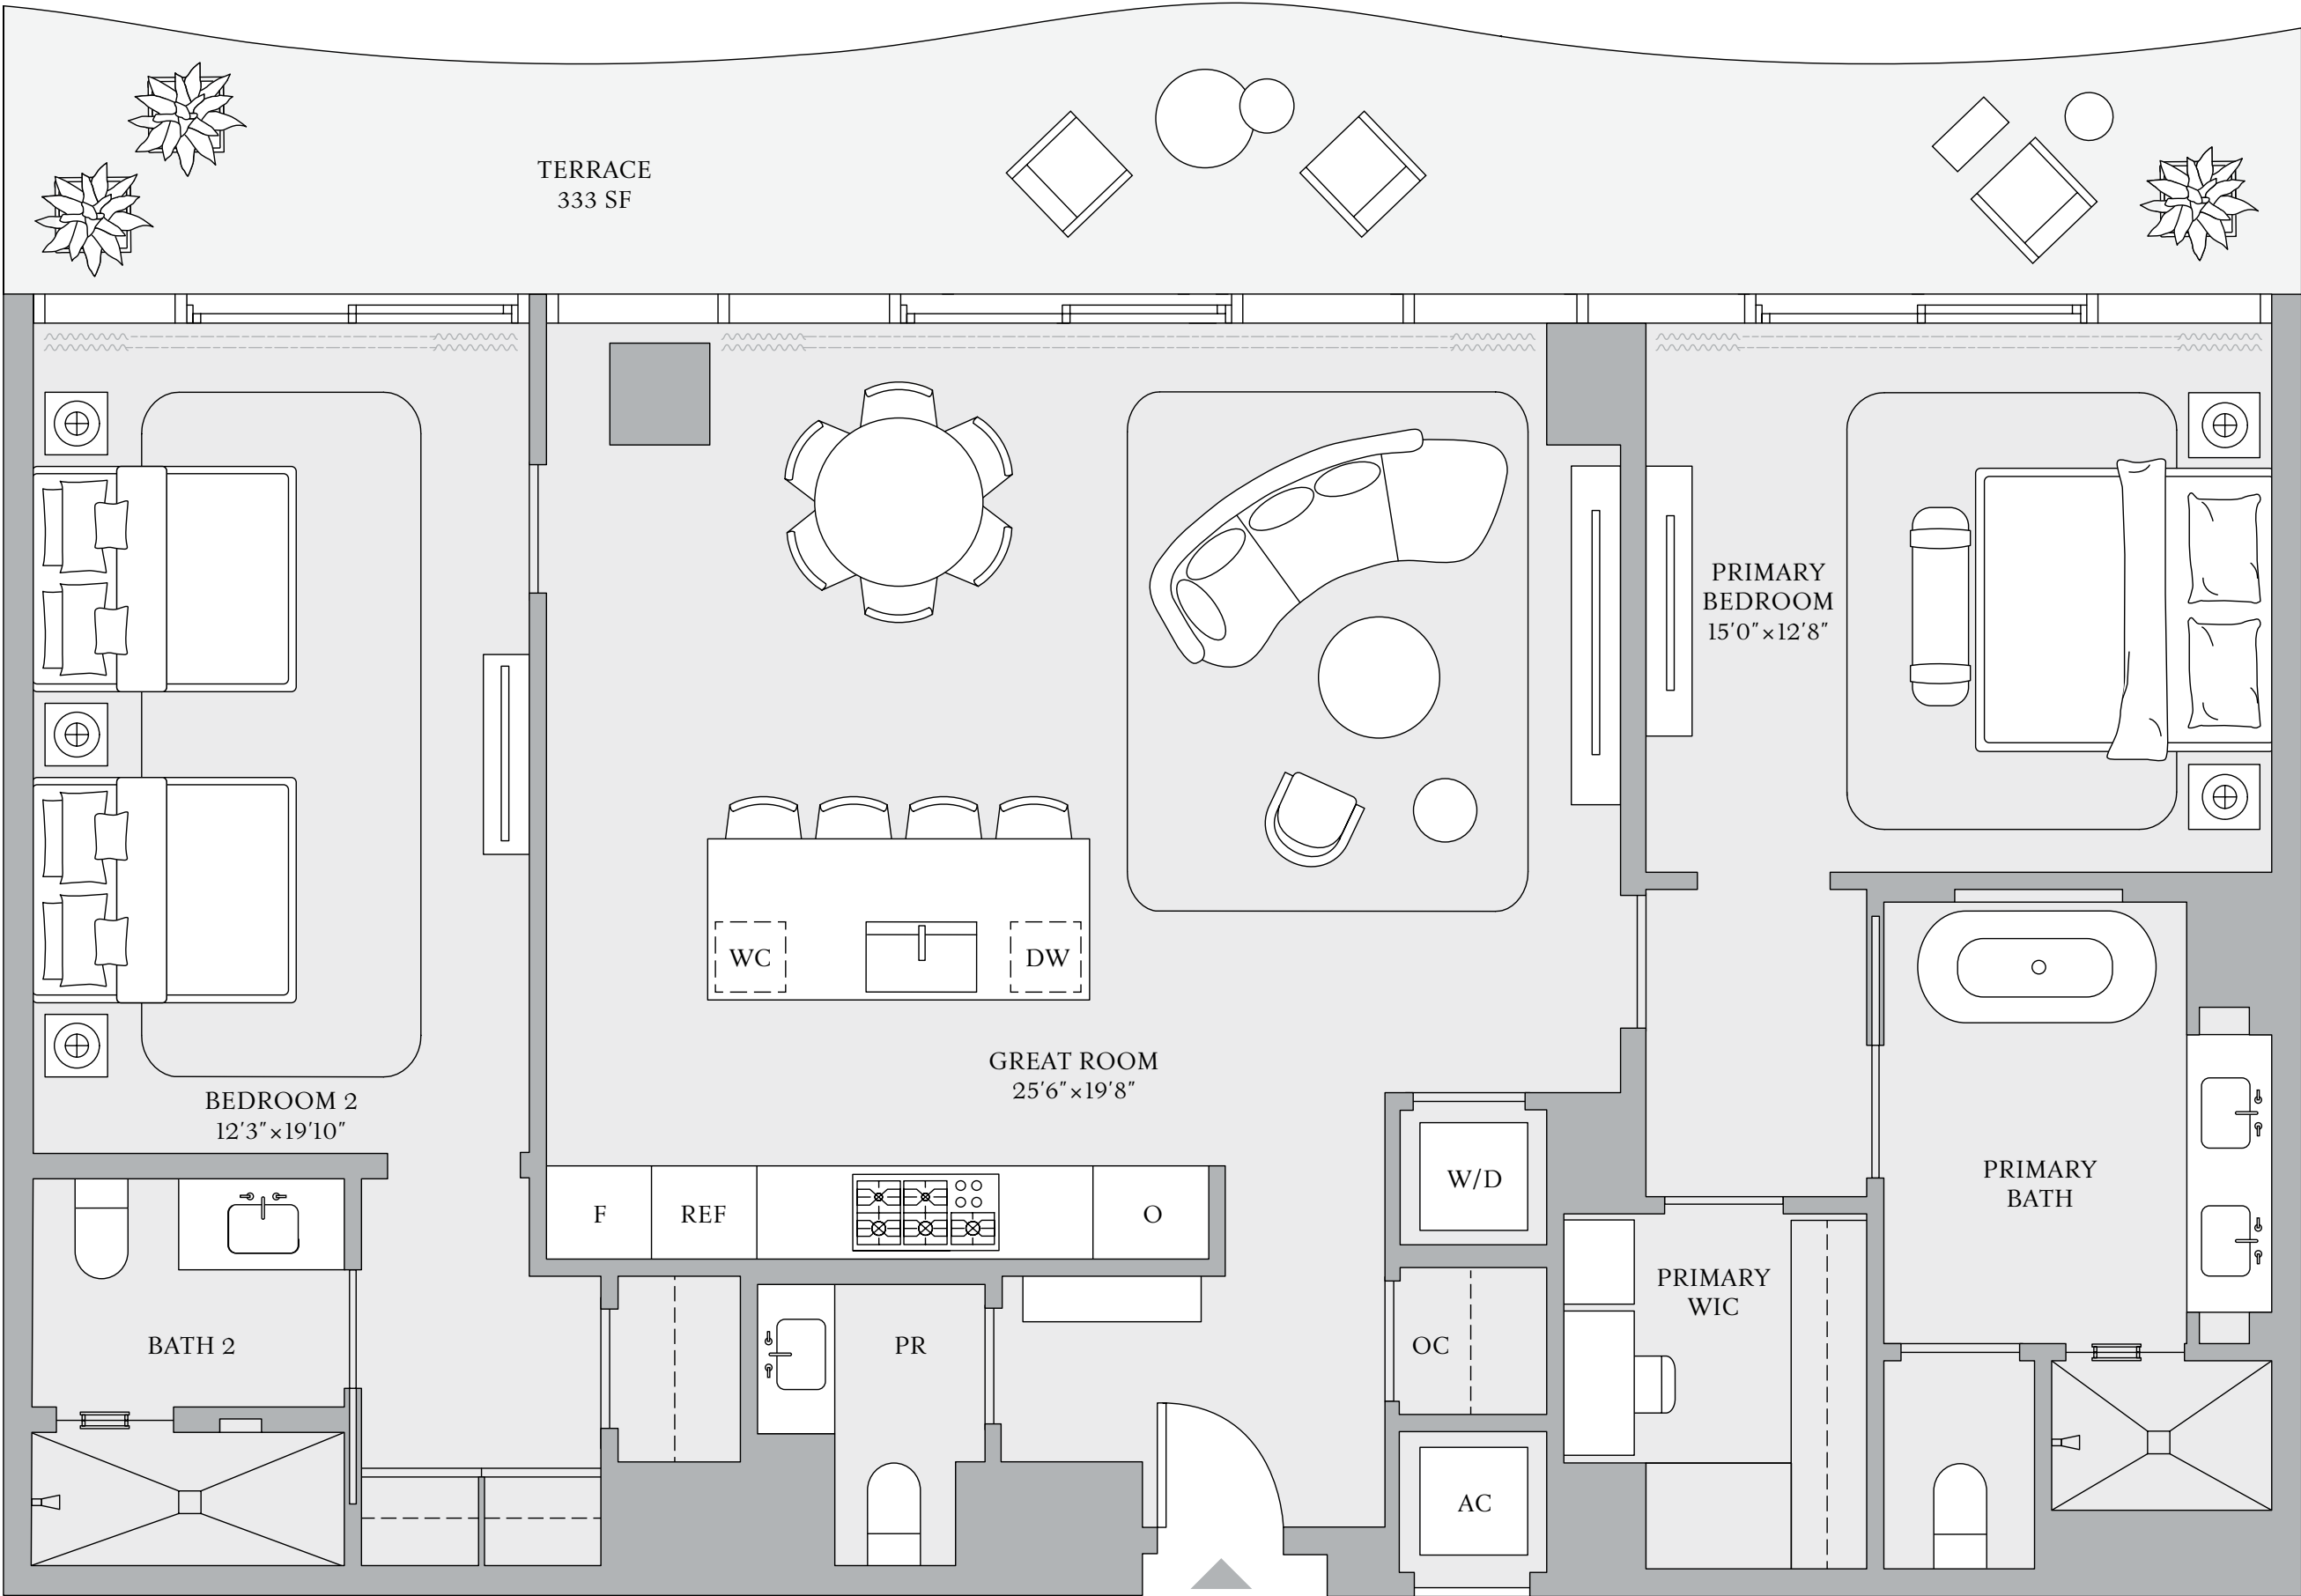 TERRACE
333 SF
PRIMARY
BEDROOM
15'0"×12'8"
WC
DW
GREAT ROOM
25'6"×19'8"
BEDROOM 2
12'3"×19'10"
F
REF
O
W/D
PRIMARY
BATH
PRIMARY
WIC
BATH 2
PR
OC
AC